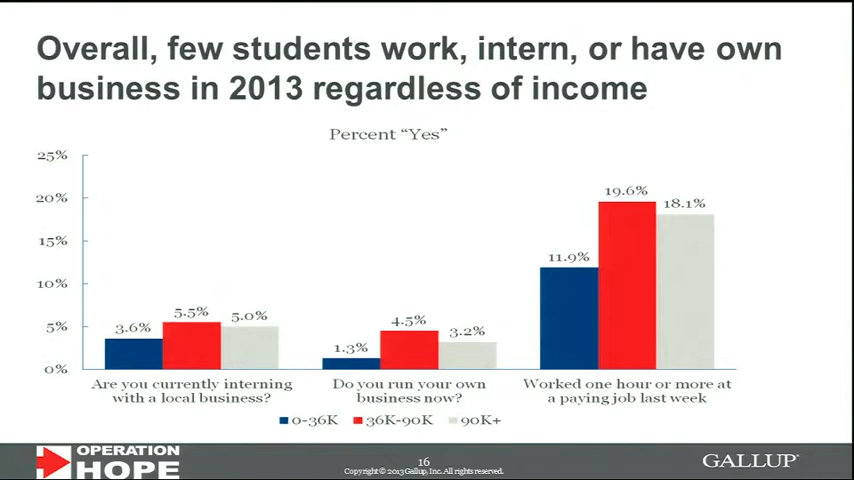 Overall, few students work, intern, or have own
business in 2013 regardless of income
Percent “Yes”
25%
20%
15%
10%
5%
0%
3.6%
5.5%
5.0%
1.3%
4.5%
3.2%
11.9%
19.6%
18.1%
Are you currently interning
with a local business?
Do you run your own
business now?
Worked one hour or more at
a paying job last week
0-36K 36K-90K 90K+
OPERATION
HOPE
16
Copyright © 2013 Gallup, Inc. All rights reserved.
GALLUP®